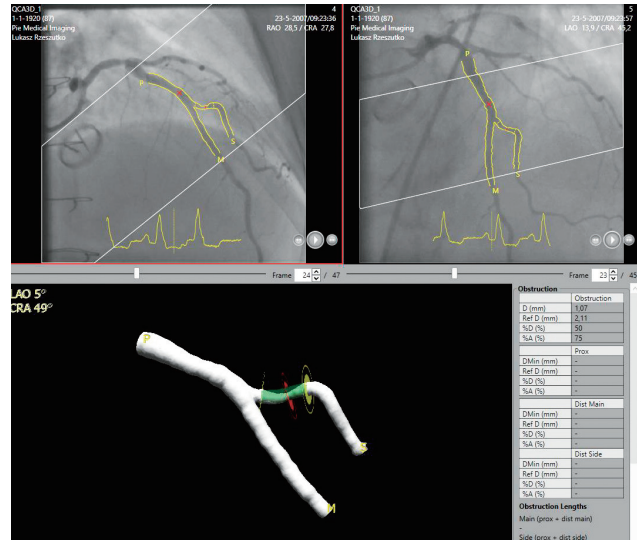 QCA3D_1
4
1-1-1920 (87)
23-5-2007/09:23:36
Pie Medical Imaging
RAO 28,5 / CRA 27,8
Lukasz Rzeszutko
P
S
M
QCA3D_1
5
1-1-1920 (87)
23-5-2007/09:23:57
Pie Medical Imaging
LAO 13,9 / CRA 45,2
Lukasz Rzeszutko
P
S
M
Frame 24 / 47
Frame 23 / 45
LAO 5°
CRA 49°
P
S
M
Obstruction
Obstruction
D (mm) 1,07
Ref D (mm) 2,11
%D (%) 50
%A (%) 75
Prox
DMin (mm) -
Ref D (mm) -
%D (%) -
%A (%) -
Dist Main
DMin (mm) -
Ref D (mm) -
%D (%) -
%A (%) -
Dist Side
DMin (mm) -
Ref D (mm) -
%D (%) -
%A (%) -
Obstruction Lengths
Main (prox + dist main)
-
Side (prox + dist side)